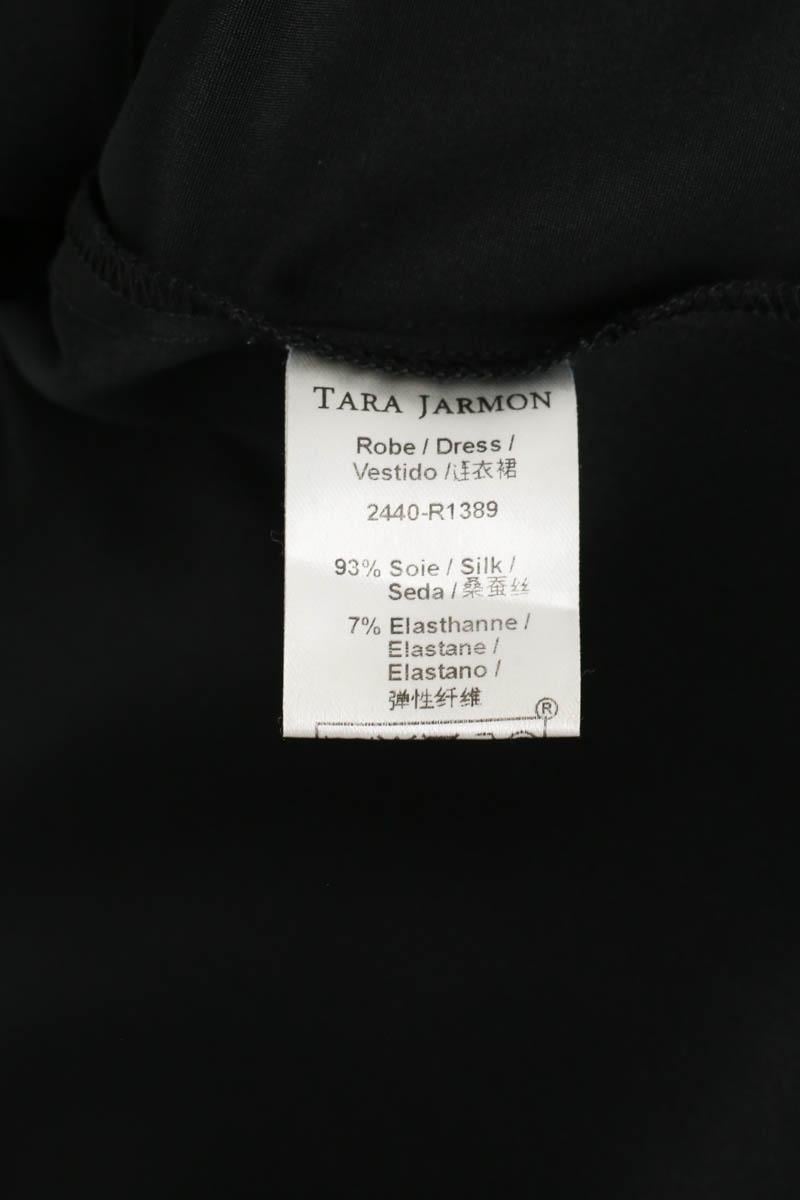 TARA JARMON
Robe / Dress /
Vestido /连衣裙
2440-R1389
93% Soie / Silk /
Seda / 桑蚕丝
7% Elasthanne /
Elastane /
Elastano /
弹性纤维
®